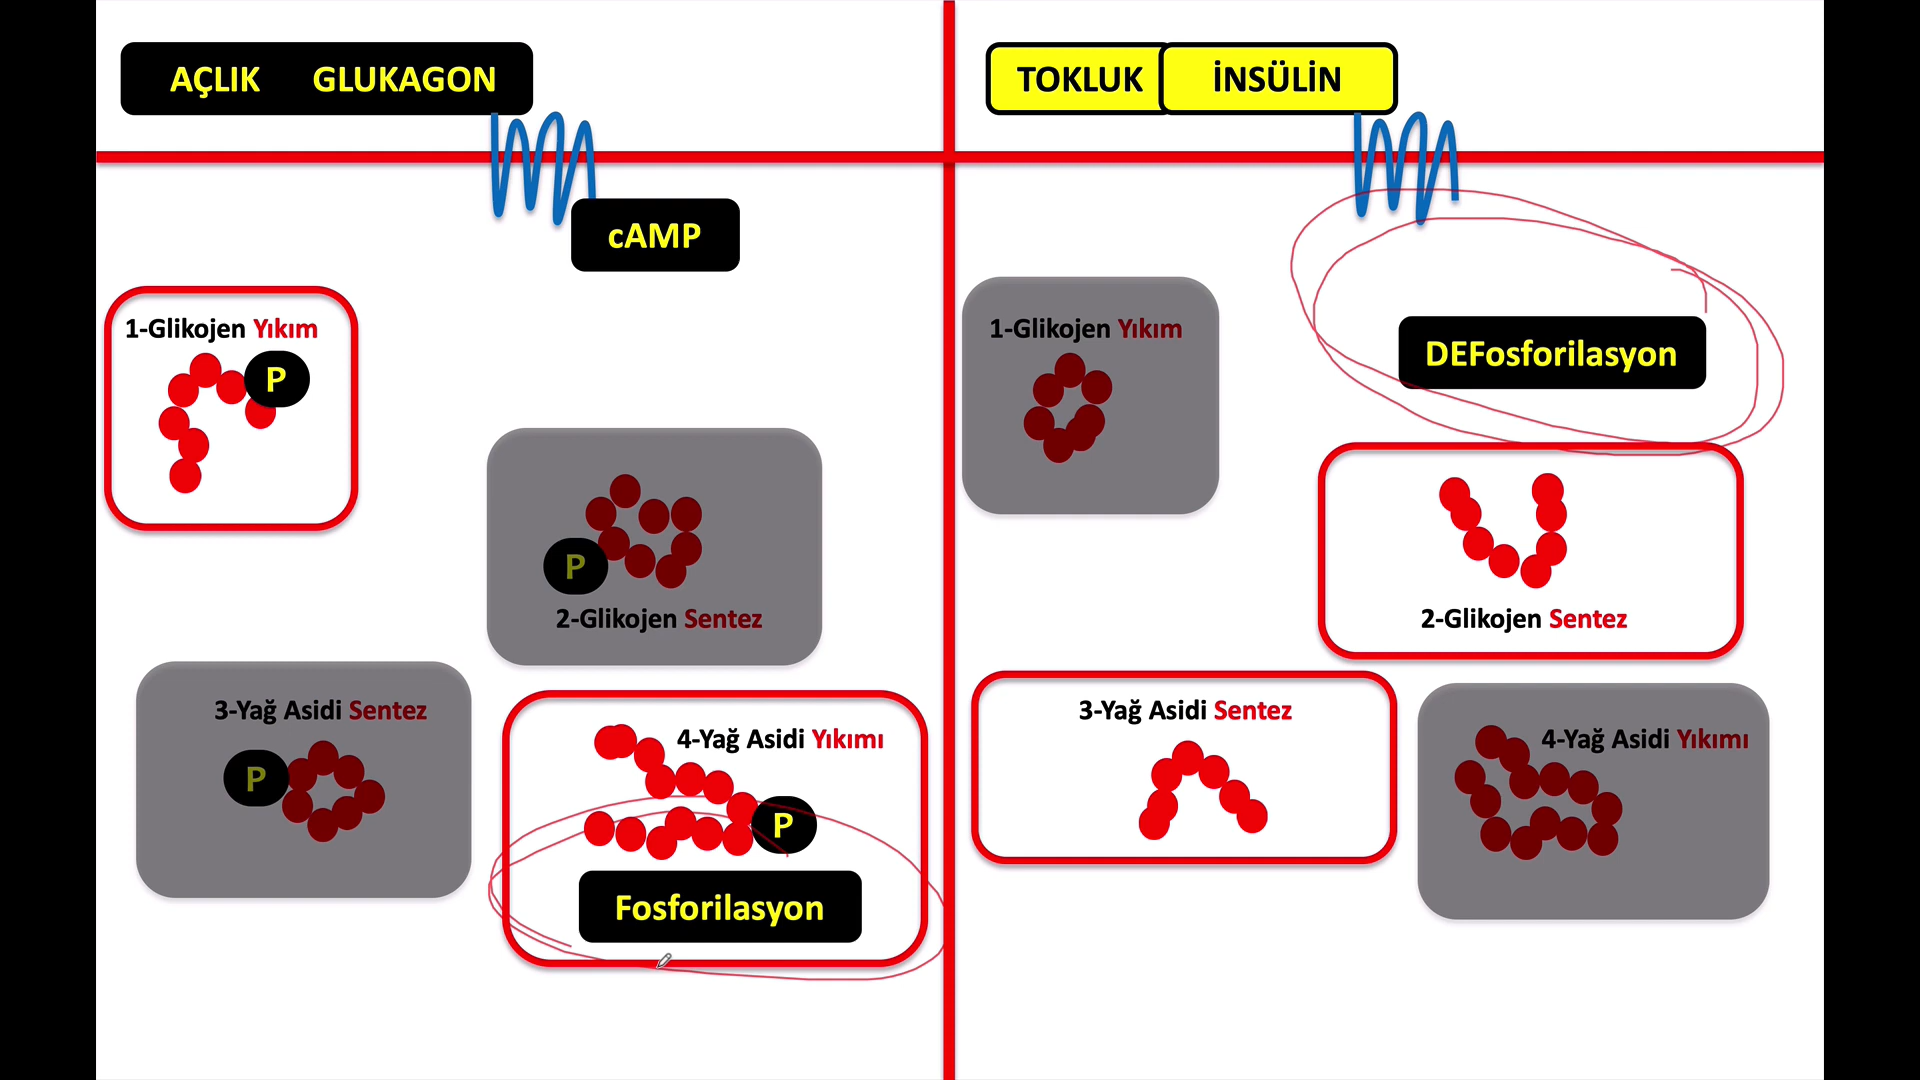 AÇLIK GLUKAGON
cAMP
1-Glikojen Yıkım
P
P
2-Glikojen Sentez
3-Yağ Asidi Sentez
P
4-Yağ Asidi Yıkımı
P
Fosforilasyon
TOKLUK İNSÜLİN
1-Glikojen Yıkım
DEFosforilasyon
2-Glikojen Sentez
3-Yağ Asidi Sentez
4-Yağ Asidi Yıkımı